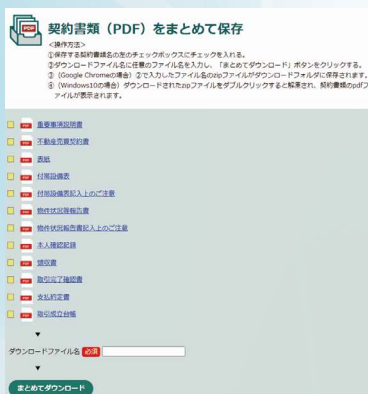 契約書類（PDF）をまとめて保存
＜操作方法＞
①保存する契約書類名の左のチェックボックスにチェックを入れる。
②ダウンロードファイル名に任意のファイル名を入力し、「まとめてダウンロード」ボタンをクリックする。
③（Google Chromeの場合）②で入力したファイル名のzipファイルがダウンロードフォルダに保存されます。
④（Windows10の場合）ダウンロードされたzipファイルをダブルクリックすると解凍され、契約書類のpdfフ
ァイルが表示されます。
PDF 重要事項説明書
PDF 不動産売買契約書
PDF 表紙
PDF 付帯設備表
PDF 付帯設備表記入上のご注意
PDF 物件状況等報告書
PDF 物件状況報告書記入上のご注意
PDF 本人確認記録
PDF 領収書
PDF 取引完了確認書
PDF 支払約定書
PDF 取引成立台帳
▼
ダウンロードファイル名 必須
▼
まとめてダウンロード